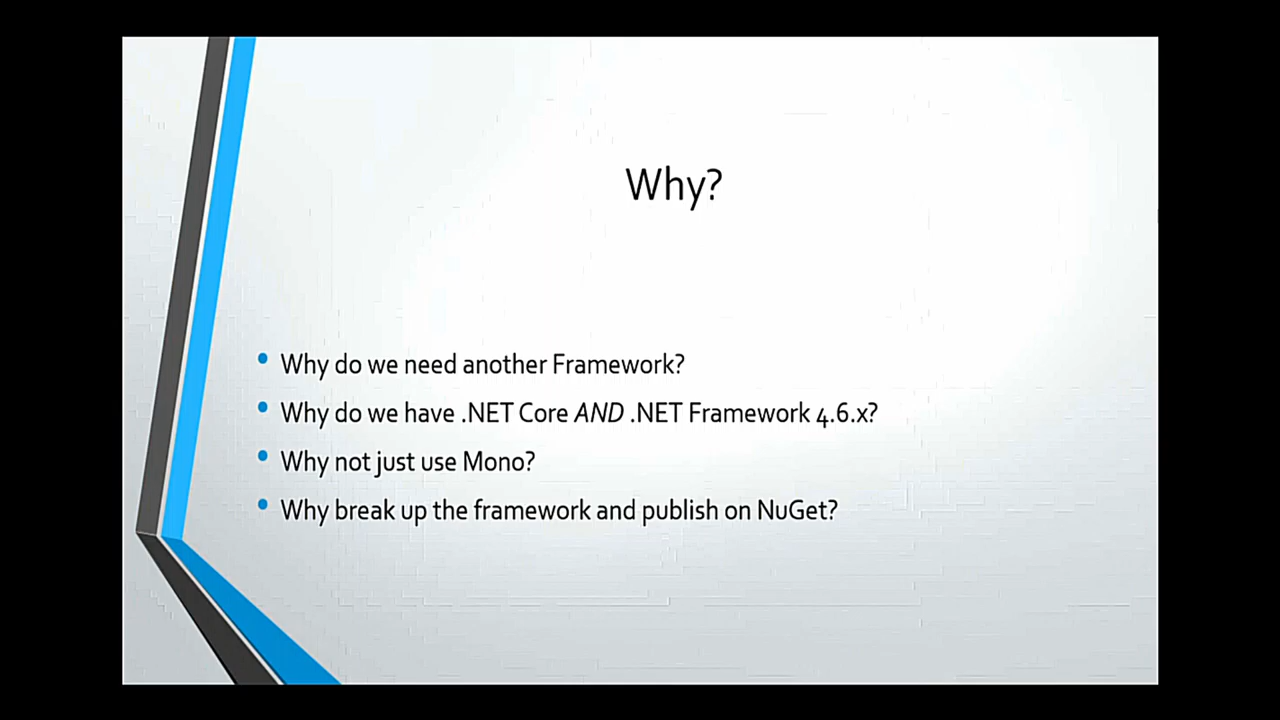 Why?
• Why do we need another Framework?
• Why do we have .NET Core AND .NET Framework 4.6.x?
• Why not just use Mono?
• Why break up the framework and publish on NuGet?